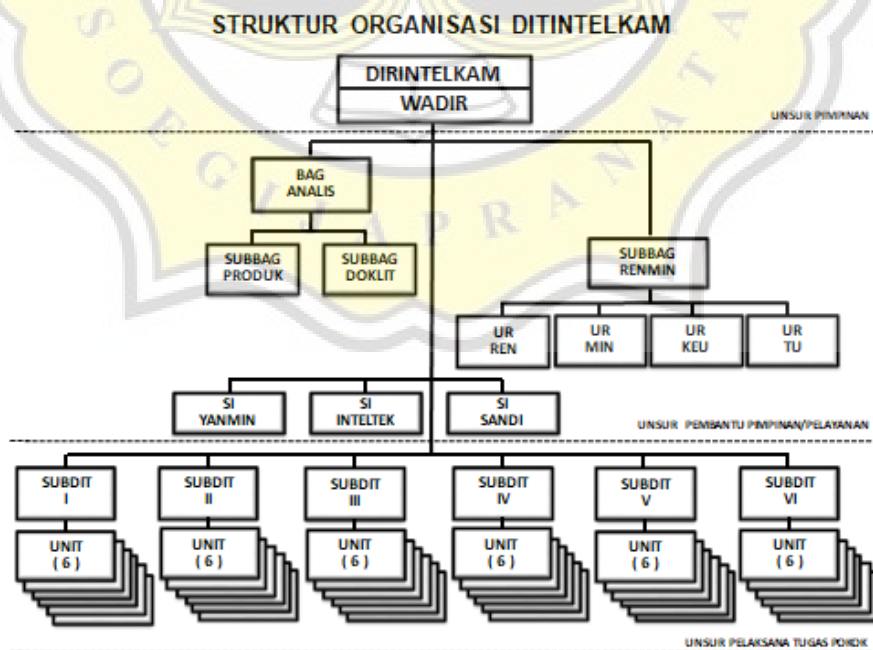 STRUKTUR ORGANISASI DITINTELKAM
DIRINTELKAM
WADIR
UNSUR PIMPINAN
BAG
ANALIS
SUBBAG
PRODUK
SUBBAG
DOKLIT
SUBBAG
RENMIN
UR
REN
UR
MIN
UR
KEU
UR
TU
SI
YANMIN
SI
INTELTEK
SI
SANDI
UNSUR PEMBANTU PIMPINAN/PELAYANAN
SUBDIT
I
SUBDIT
II
SUBDIT
III
SUBDIT
IV
SUBDIT
V
SUBDIT
VI
UNIT
( 6 )
UNIT
( 6 )
UNIT
( 6 )
UNIT
( 6 )
UNIT
( 6 )
UNIT
( 6 )
UNSUR PELAKSANA TUGAS POKOK
SOEGIJAPRANATA